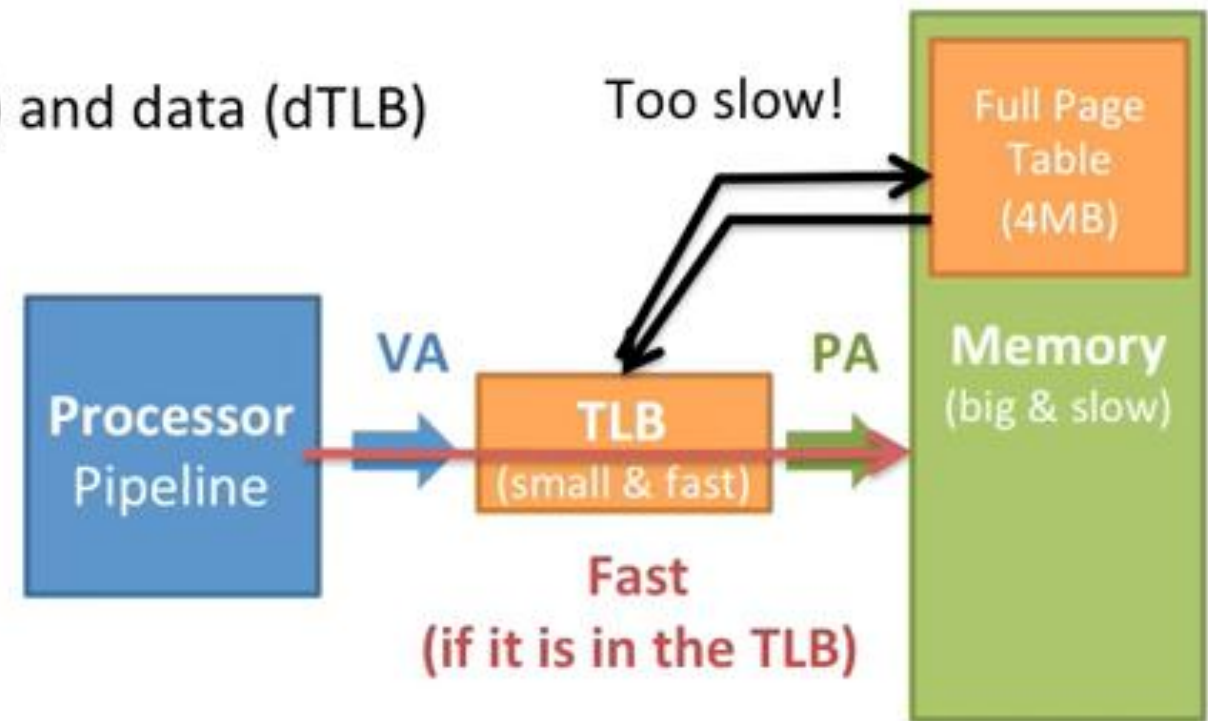 ) and data (dTLB)
Too slow!
Full Page
Table
(4MB)
VA
PA
Memory
(big & slow)
Processor
Pipeline
TLB
(small & fast)
Fast
(if it is in the TLB)